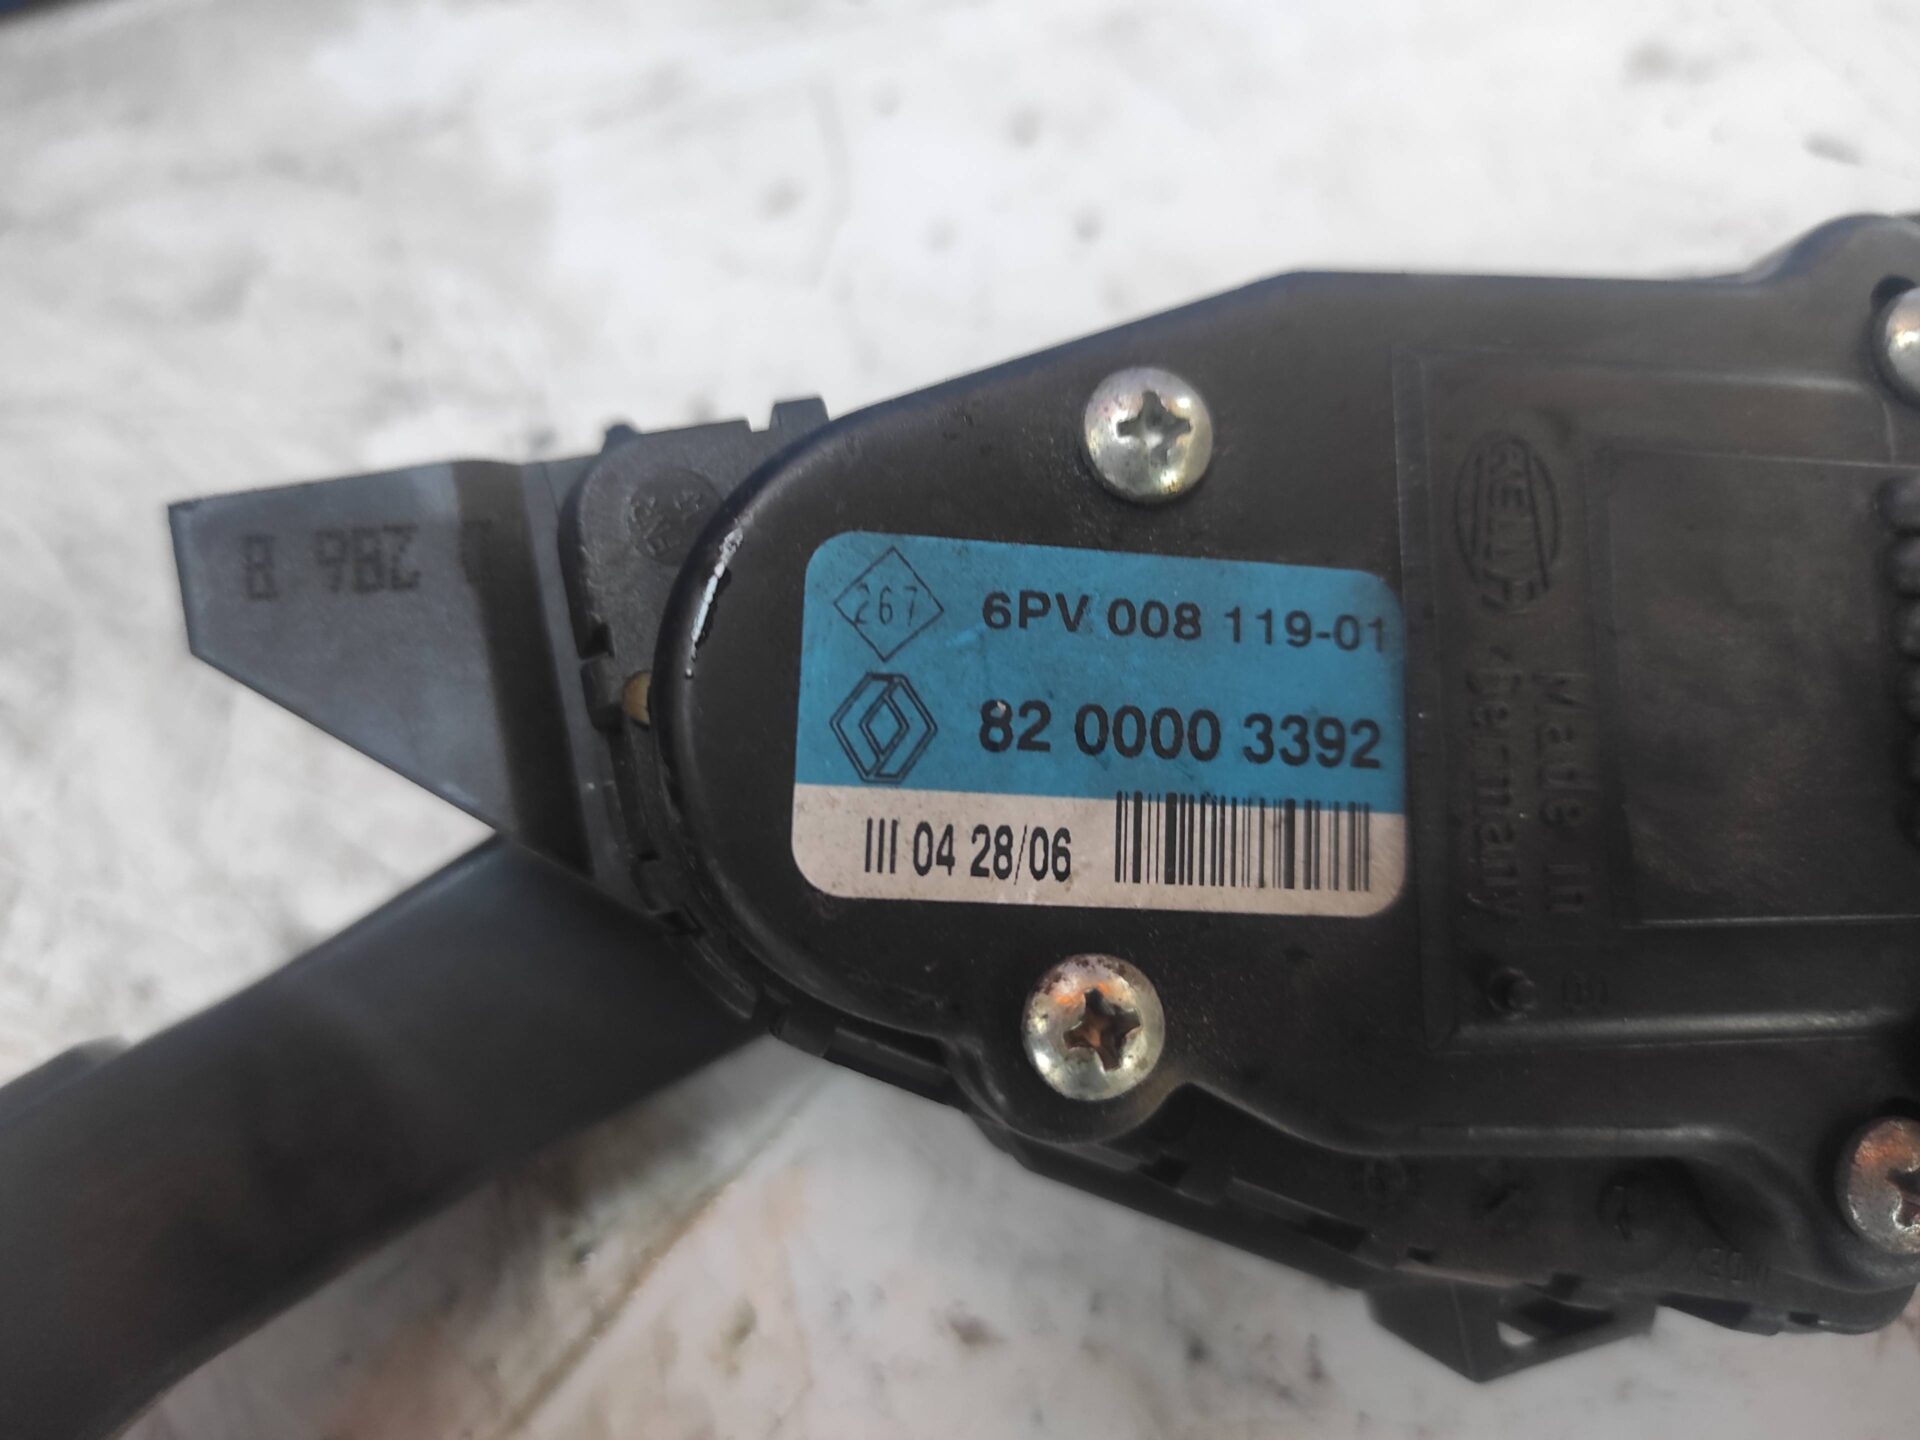 267
6PV 008 119-01
82 0000 3392
III 04 28/06
HELLA
Made in
Germany